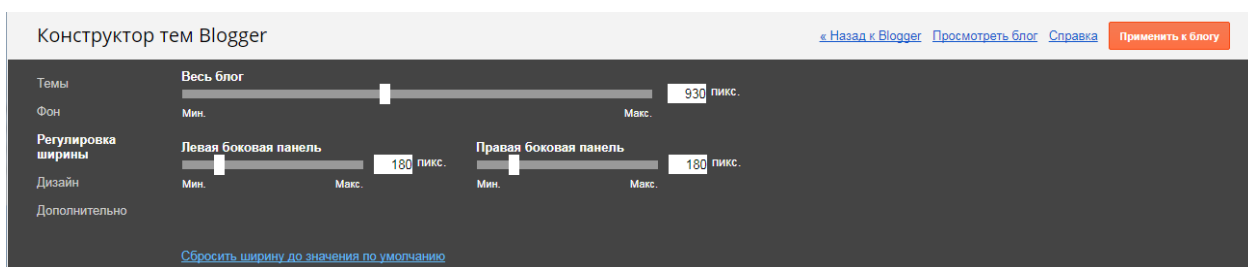 Конструктор тем Blogger
« Назад к Blogger Просмотреть блог Справка Применить к блогу
Темы
Фон
Регулировка
ширины
Дизайн
Дополнительно
Весь блог
930 пикс.
Мин. Макс.
Левая боковая панель
180 пикс.
Мин. Макс.
Правая боковая панель
180 пикс.
Мин. Макс.
Сбросить ширину до значения по умолчанию